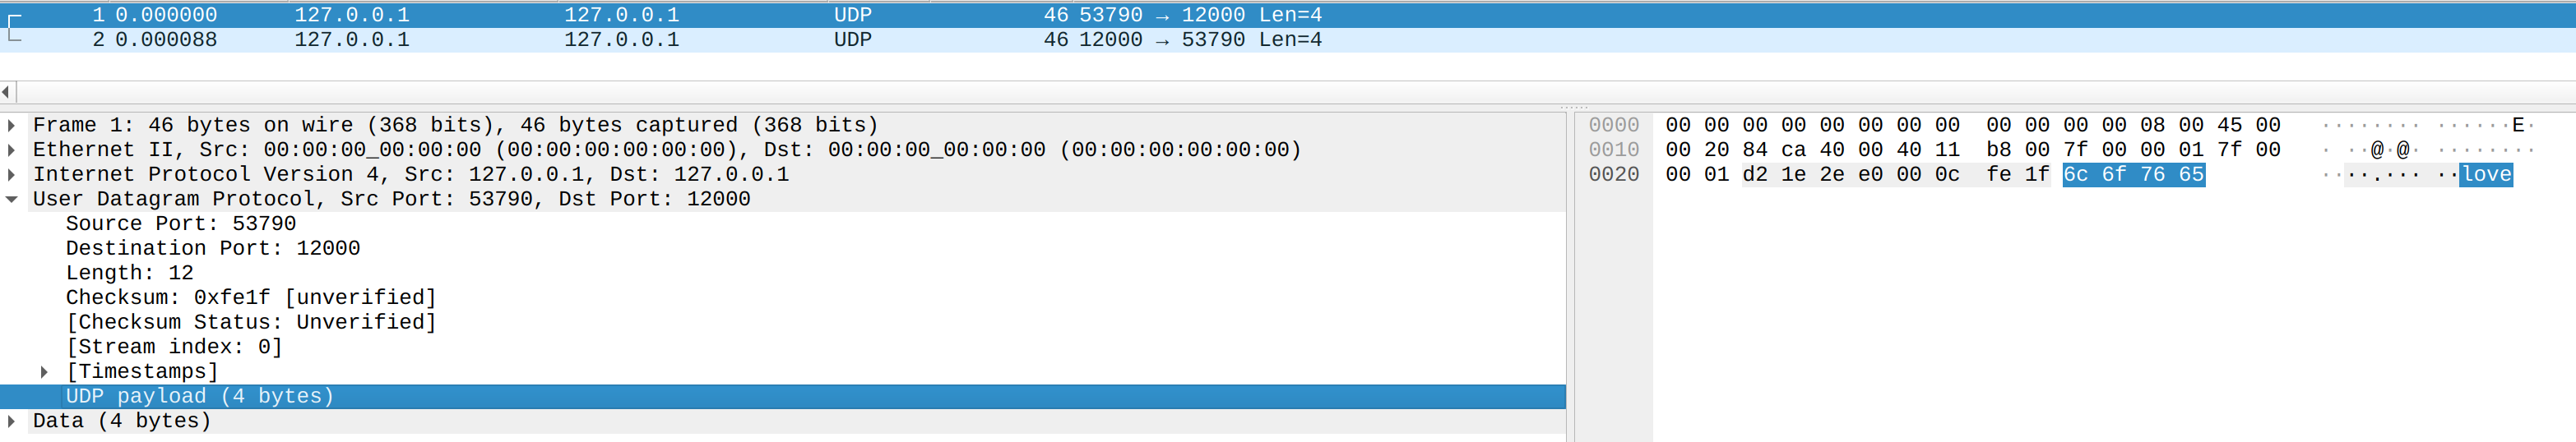 1 0.000000 127.0.0.1 127.0.0.1 UDP 46 53790 → 12000 Len=4
2 0.000088 127.0.0.1 127.0.0.1 UDP 46 12000 → 53790 Len=4
Frame 1: 46 bytes on wire (368 bits), 46 bytes captured (368 bits)
Ethernet II, Src: 00:00:00_00:00:00 (00:00:00:00:00:00), Dst: 00:00:00_00:00:00 (00:00:00:00:00:00)
Internet Protocol Version 4, Src: 127.0.0.1, Dst: 127.0.0.1
User Datagram Protocol, Src Port: 53790, Dst Port: 12000
Source Port: 53790
Destination Port: 12000
Length: 12
Checksum: 0xfe1f [unverified]
[Checksum Status: Unverified]
[Stream index: 0]
[Timestamps]
UDP payload (4 bytes)
Data (4 bytes)
0000 00 00 00 00 00 00 00 00 00 00 00 00 08 00 45 00 ········ ······E·
0010 00 20 84 ca 40 00 40 11 b8 00 7f 00 00 01 7f 00 · ··@·@· ········
0020 00 01 d2 1e 2e e0 00 0c fe 1f 6c 6f 76 65 ····.··· ··love